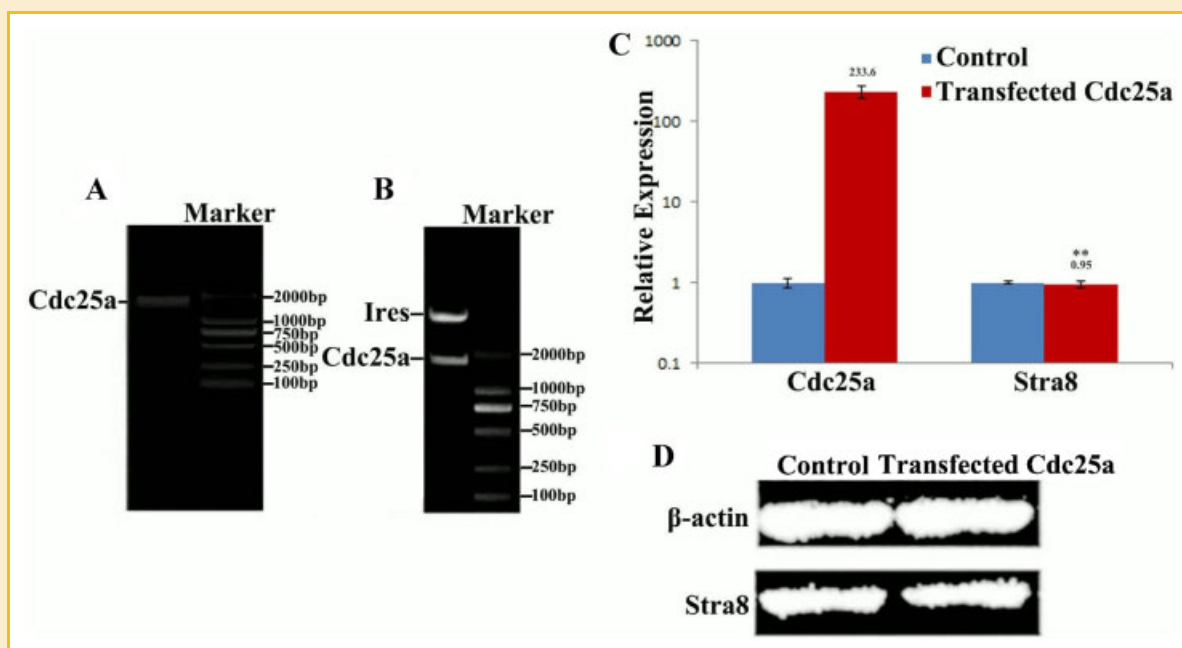 A
Marker
Cdc25a
2000bp
1000bp
750bp
500bp
250bp
100bp
B
Marker
Ires
Cdc25a
2000bp
1000bp
750bp
500bp
250bp
100bp
C
Relative Expression
1000
100
10
1
0.1
Control
Transfected Cdc25a
233.6
**
0.95
Cdc25a
Stra8
D
Control Transfected Cdc25a
β-actin
Stra8